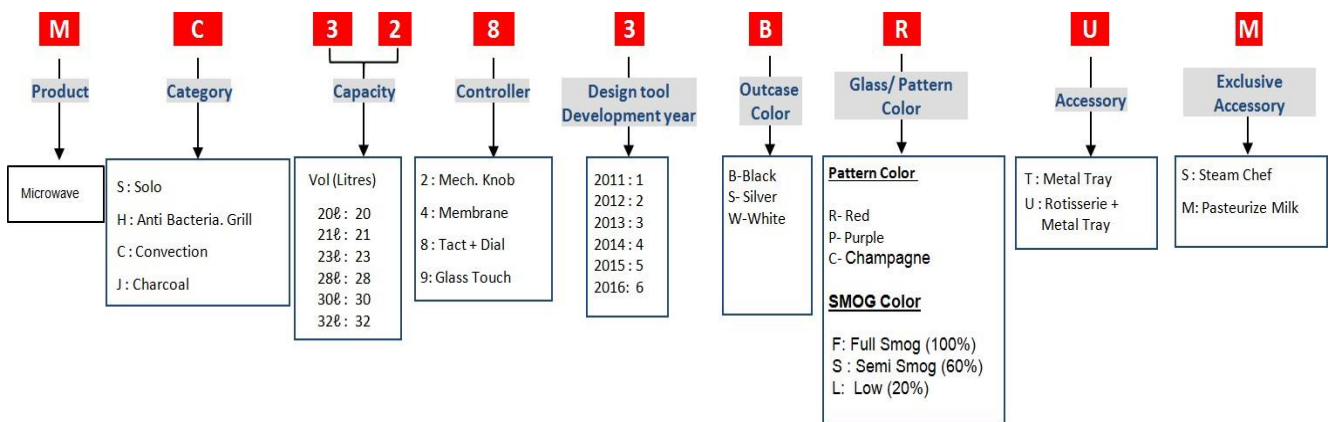 M C 3 2 8 3 B R U M
Product
Category
Capacity
Controller
Design tool
Development year
Outcase
Color
Glass/ Pattern
Color
Accessory
Exclusive
Accessory
Microwave
S : Solo
H : Anti Bacteria. Grill
C : Convection
J : Charcoal
Vol (Litres)
20ℓ : 20
21ℓ : 21
23ℓ : 23
28ℓ : 28
30ℓ : 30
32ℓ : 32
2 : Mech. Knob
4 : Membrane
8 : Tact + Dial
9: Glass Touch
2011 : 1
2012 : 2
2013 : 3
2014 : 4
2015 : 5
2016: 6
B-Black
S- Silver
W-White
Pattern Color
R- Red
P- Purple
C- Champagne
SMOG Color
F: Full Smog (100%)
S : Semi Smog (60%)
L: Low (20%)
T : Metal Tray
U : Rotisserie +
Metal Tray
S : Steam Chef
M: Pasteurize Milk